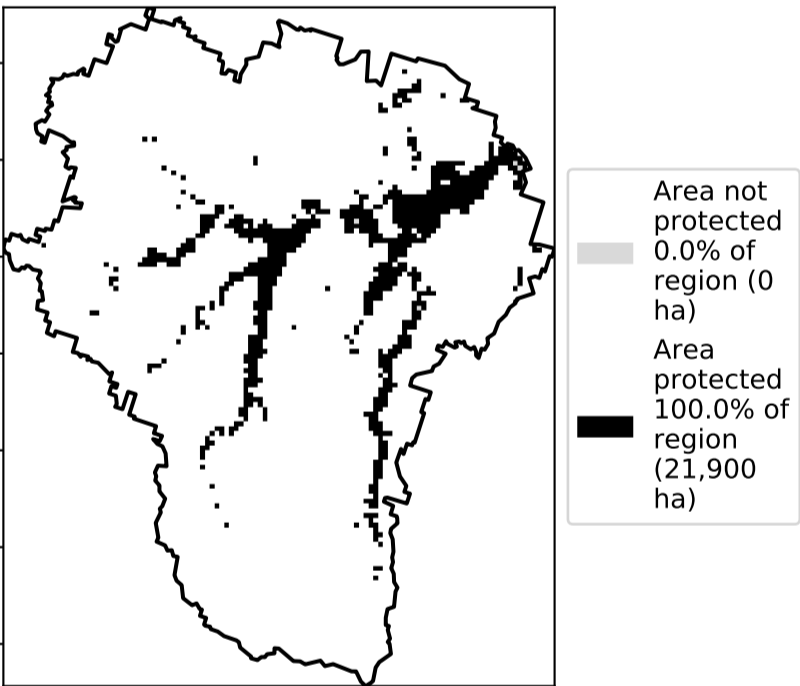 Area not
protected
0.0% of
region (0
ha)
Area
protected
100.0% of
region
(21,900
ha)